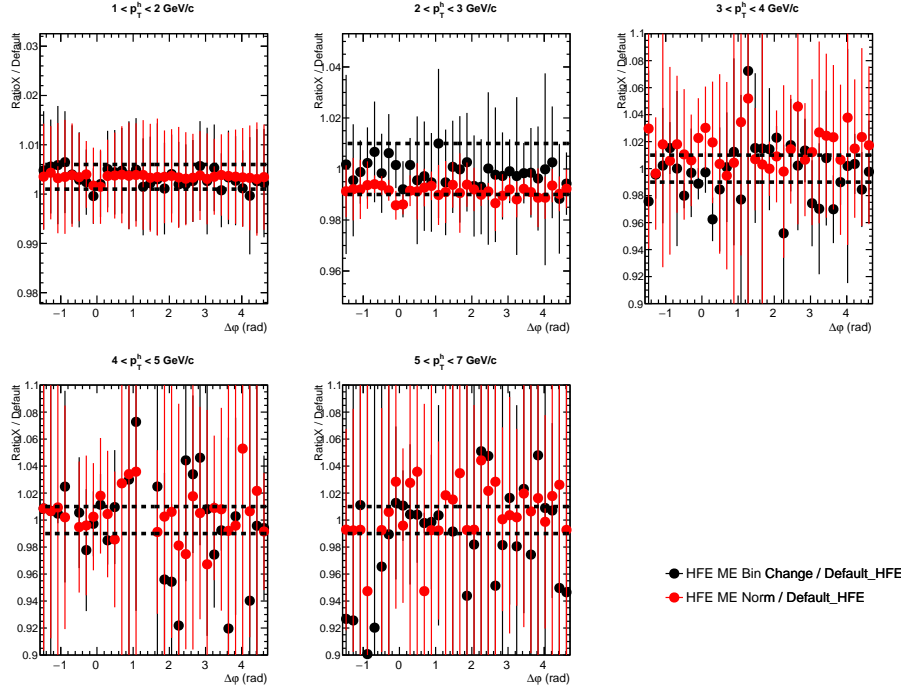 1 < p_T^h < 2 GeV/c
RatioX / Default
1.03
1.02
1.01
1
0.99
0.98
−1 0 1 2 3 4
Δφ (rad)
2 < p_T^h < 3 GeV/c
RatioX / Default
1.04
1.02
1
0.98
0.96
−1 0 1 2 3 4
Δφ (rad)
3 < p_T^h < 4 GeV/c
RatioX / Default
1.1
1.08
1.06
1.04
1.02
1
0.98
0.96
0.94
0.92
0.9
−1 0 1 2 3 4
Δφ (rad)
4 < p_T^h < 5 GeV/c
RatioX / Default
1.1
1.08
1.06
1.04
1.02
1
0.98
0.96
0.94
0.92
0.9
−1 0 1 2 3 4
Δφ (rad)
5 < p_T^h < 7 GeV/c
RatioX / Default
1.1
1.08
1.06
1.04
1.02
1
0.98
0.96
0.94
0.92
0.9
−1 0 1 2 3 4
Δφ (rad)
HFE ME Bin Change / Default_HFE
HFE ME Norm / Default_HFE